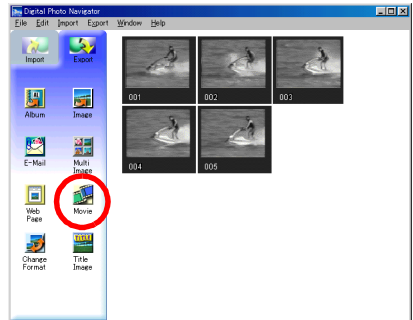 Digital Photo Navigator
File Edit Import Export Window Help
Import Export
001 002 003
Album Image
E-Mail Multi Image
004 005
Web Page Movie
Change Format Title Image